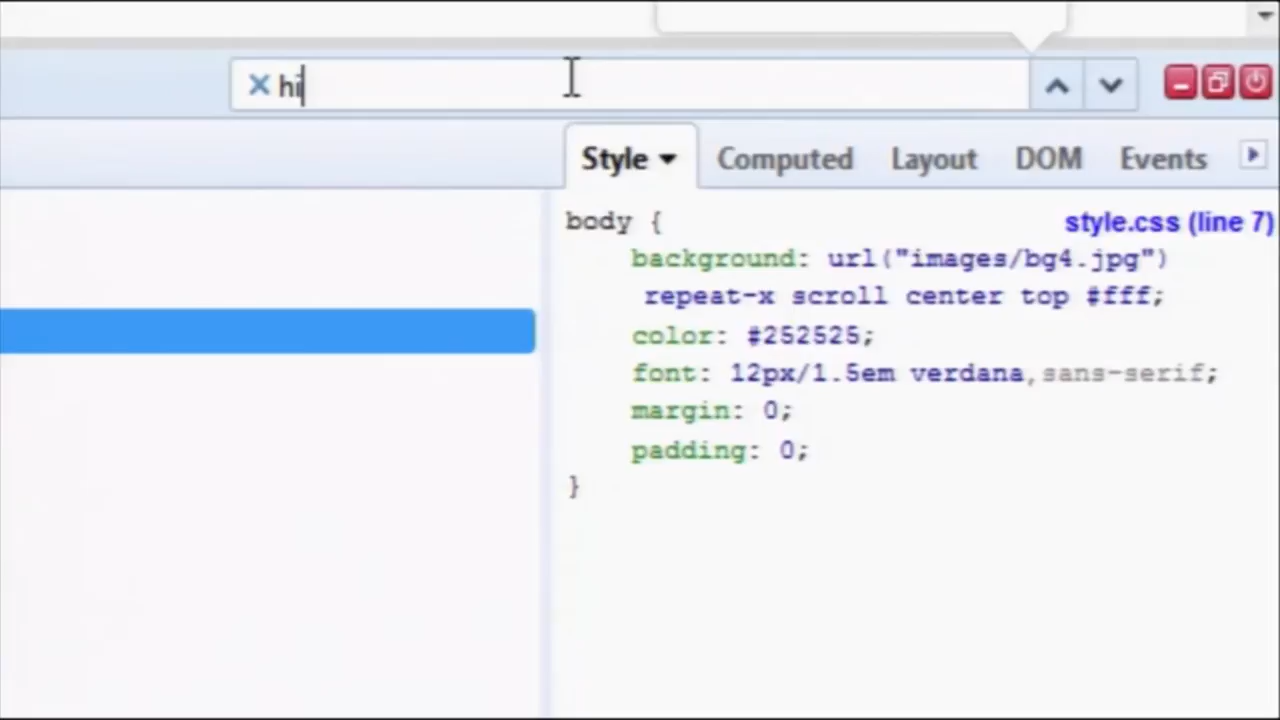 hi
Style Computed Layout DOM Events
body { style.css (line 7)
background: url("images/bg4.jpg")
repeat-x scroll center top #fff;
color: #252525;
font: 12px/1.5em verdana,sans-serif;
margin: 0;
padding: 0;
}